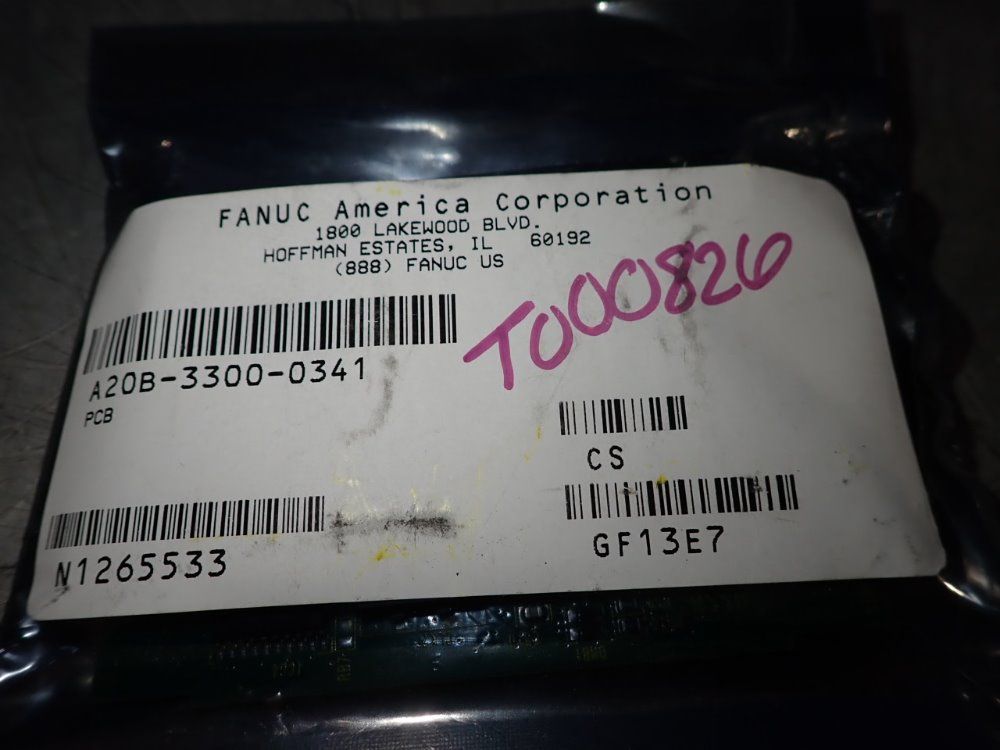 FANUC America Corporation
1800 LAKEWOOD BLVD.
HOFFMAN ESTATES, IL 60192
(888) FANUC US
T000826
A20B-3300-0341
PCB
CS
N1265533
GF13E7